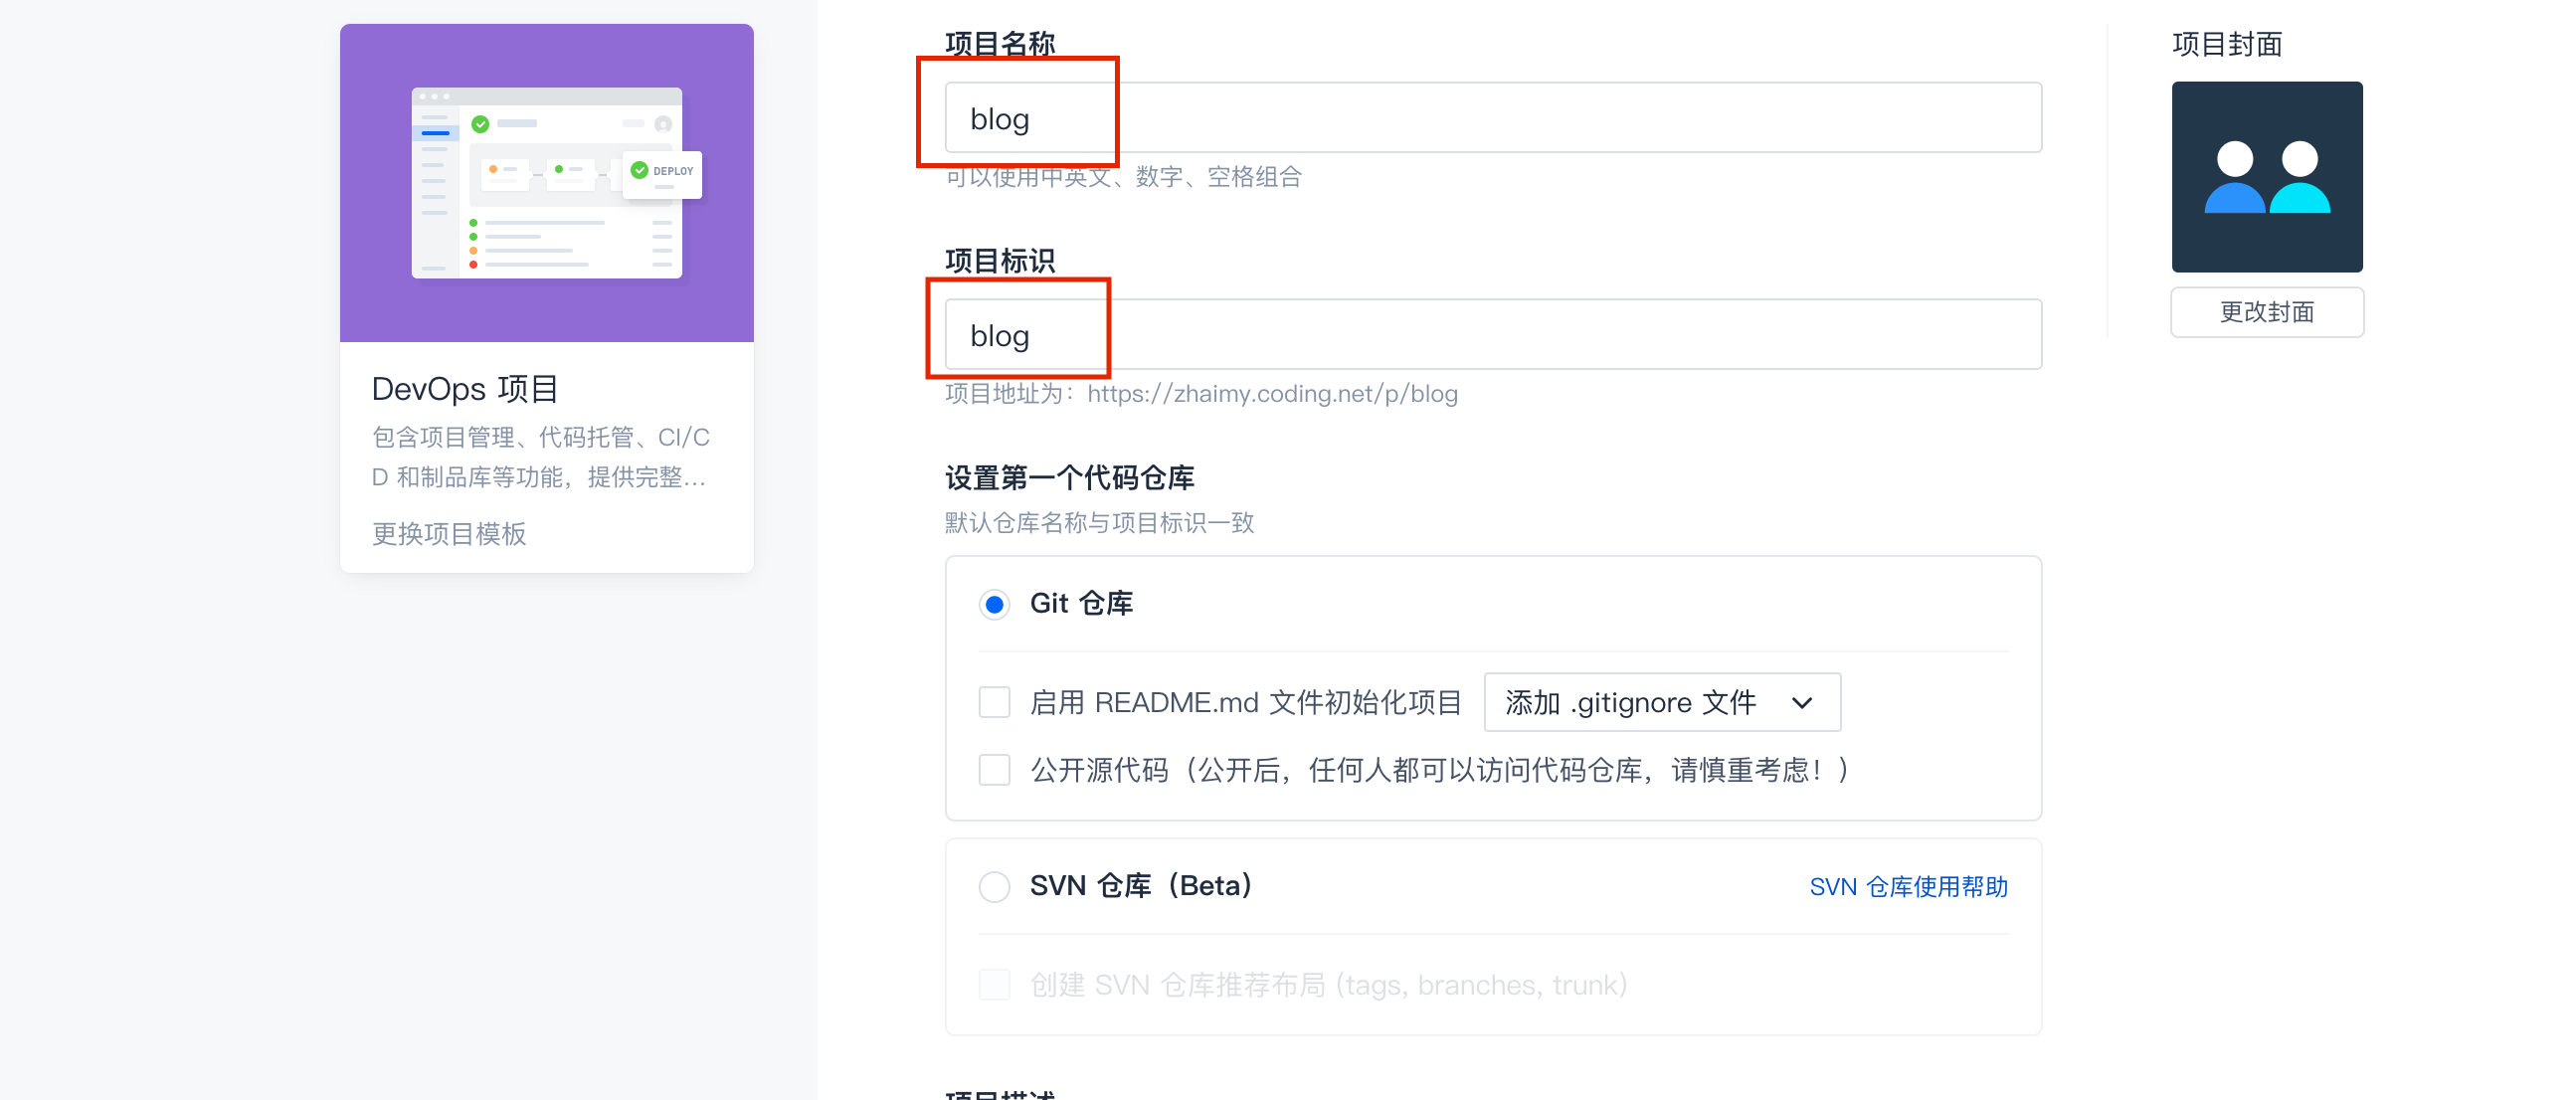 DEPLOY
DevOps 项目
包含项目管理、代码托管、CI/C
D 和制品库等功能，提供完整...
更换项目模板
项目名称
blog
可以使用中英文、数字、空格组合
项目标识
blog
项目地址为：https://zhaimy.coding.net/p/blog
设置第一个代码仓库
默认仓库名称与项目标识一致
Git 仓库
启用 README.md 文件初始化项目 添加 .gitignore 文件
公开源代码（公开后，任何人都可以访问代码仓库，请慎重考虑！）
SVN 仓库（Beta） SVN 仓库使用帮助
创建 SVN 仓库推荐布局 (tags, branches, trunk)
项目描述
项目封面
更改封面